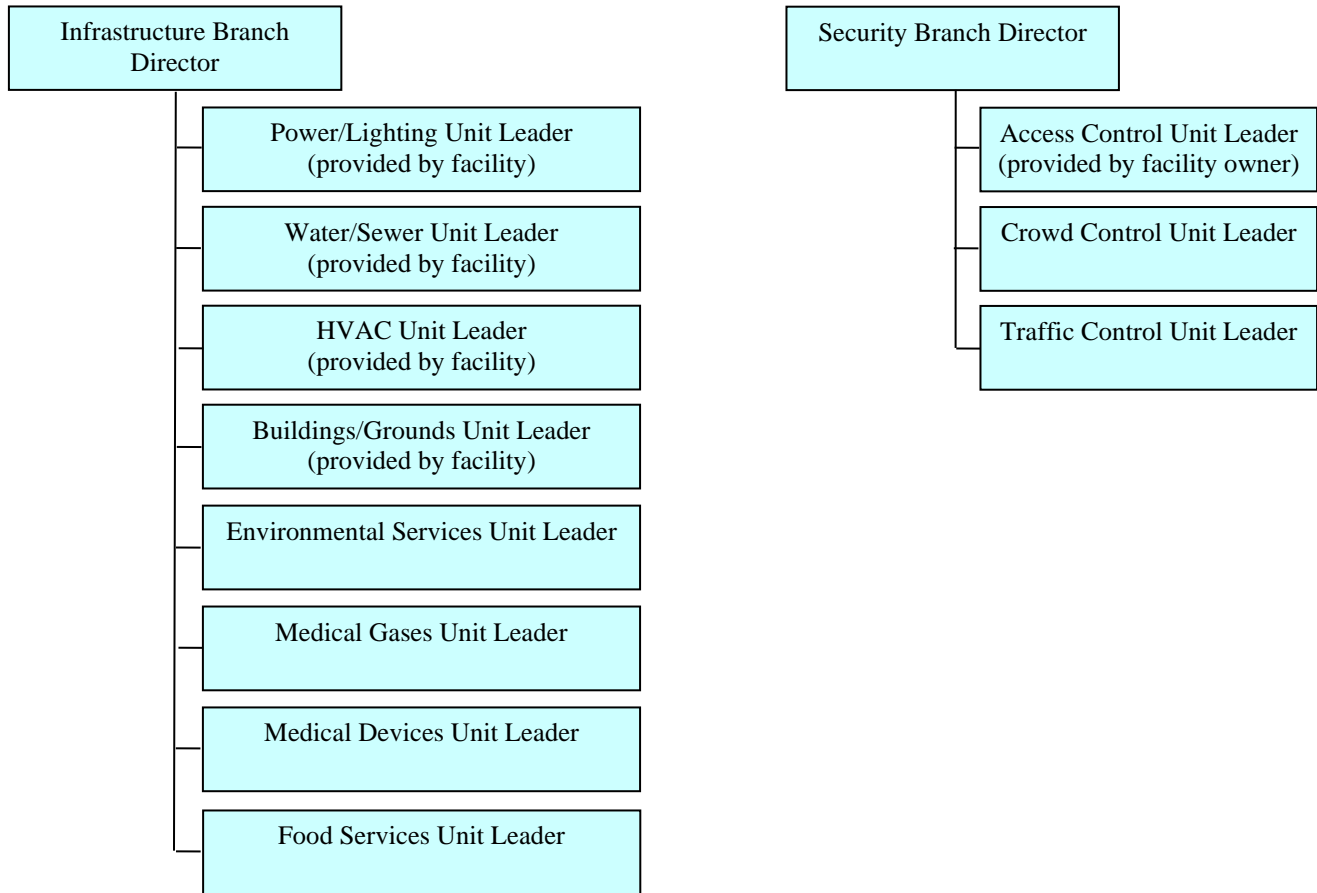 Infrastructure Branch
Director
Power/Lighting Unit Leader
(provided by facility)
Water/Sewer Unit Leader
(provided by facility)
HVAC Unit Leader
(provided by facility)
Buildings/Grounds Unit Leader
(provided by facility)
Environmental Services Unit Leader
Medical Gases Unit Leader
Medical Devices Unit Leader
Food Services Unit Leader
Security Branch Director
Access Control Unit Leader
(provided by facility owner)
Crowd Control Unit Leader
Traffic Control Unit Leader